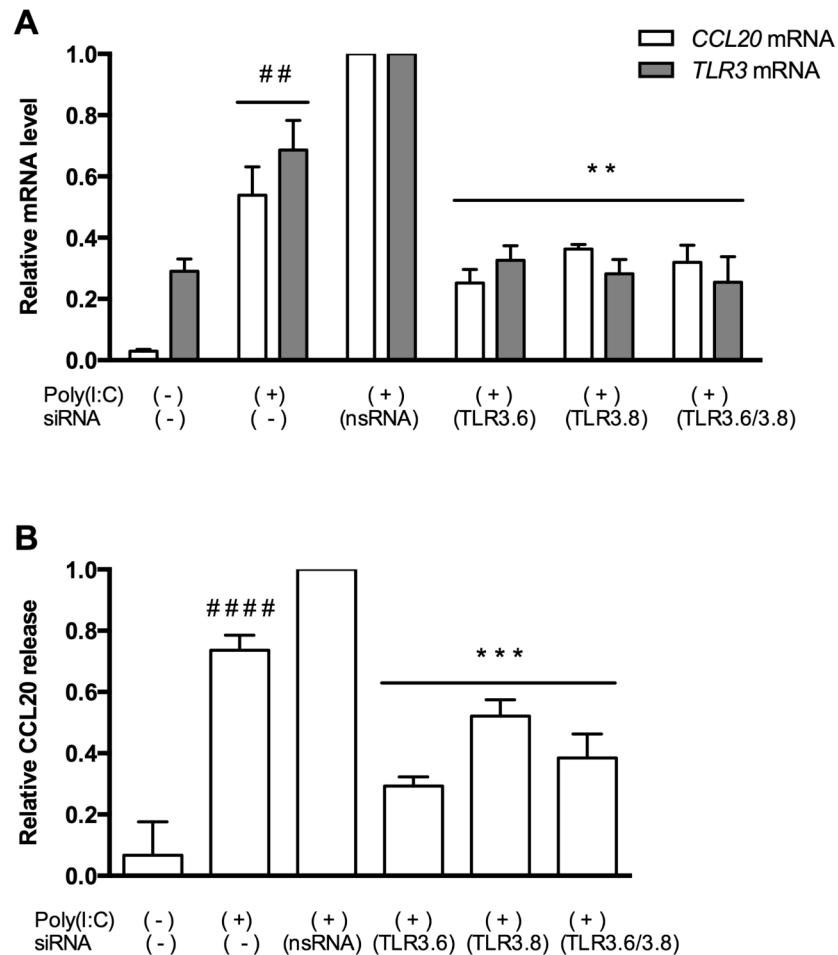 A
CCL20 mRNA
TLR3 mRNA
Relative mRNA level
1.0
0.8
0.6
0.4
0.2
0.0
##
**
Poly(I:C) (-) (+) (+) (+) (+) (+)
siRNA (-) (-) (nsRNA) (TLR3.6) (TLR3.8) (TLR3.6/3.8)
B
Relative CCL20 release
1.0
0.8
0.6
0.4
0.2
0.0
####
***
Poly(I:C) (-) (+) (+) (+) (+) (+)
siRNA (-) (-) (nsRNA) (TLR3.6) (TLR3.8) (TLR3.6/3.8)